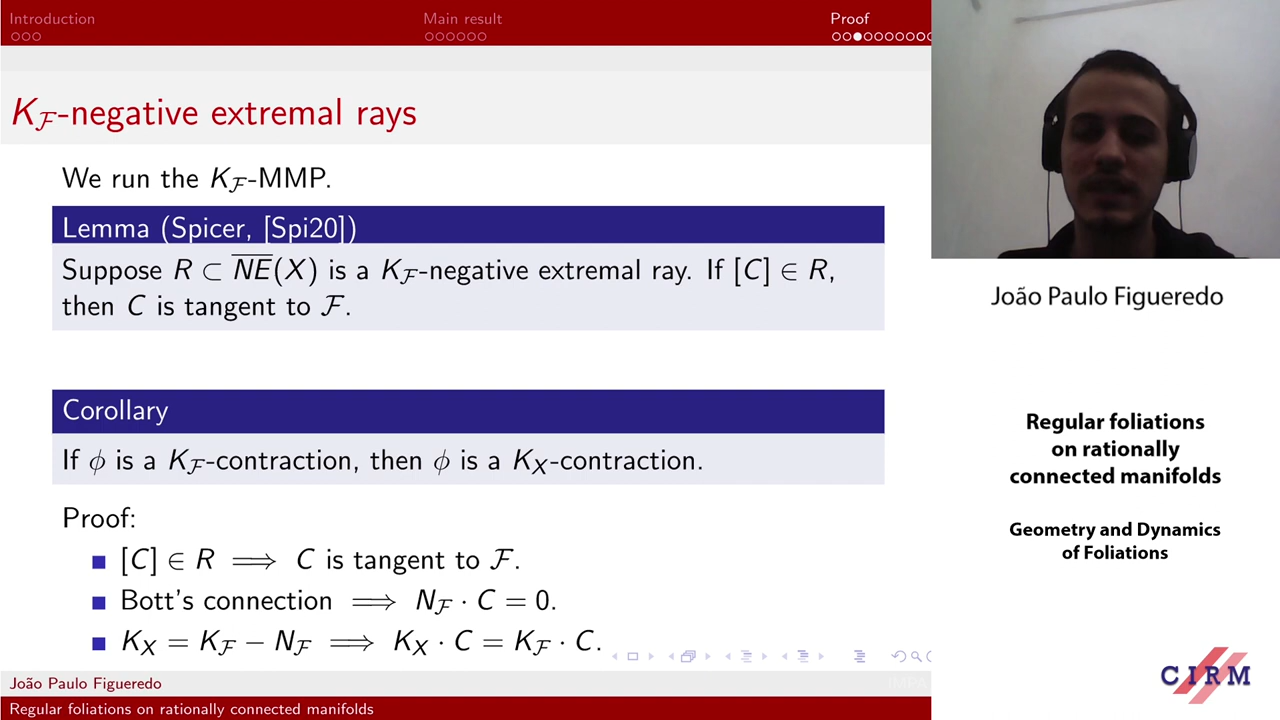 Introduction
Main result
Proof
K_F-negative extremal rays
We run the K_F-MMP.
Lemma (Spicer, [Spi20])
Suppose R ⊂ \overline{NE}(X) is a K_F-negative extremal ray. If [C] ∈ R,
then C is tangent to F.
Corollary
If ϕ is a K_F-contraction, then ϕ is a K_X-contraction.
Proof:
[C] ∈ R ⟹ C is tangent to F.
Bott's connection ⟹ N_F · C = 0.
K_X = K_F − N_F ⟹ K_X · C = K_F · C.
João Paulo Figueredo
Regular foliations on rationally connected manifolds
João Paulo Figueredo
Regular foliations
on rationally
connected manifolds
Geometry and Dynamics
of Foliations
CIRM